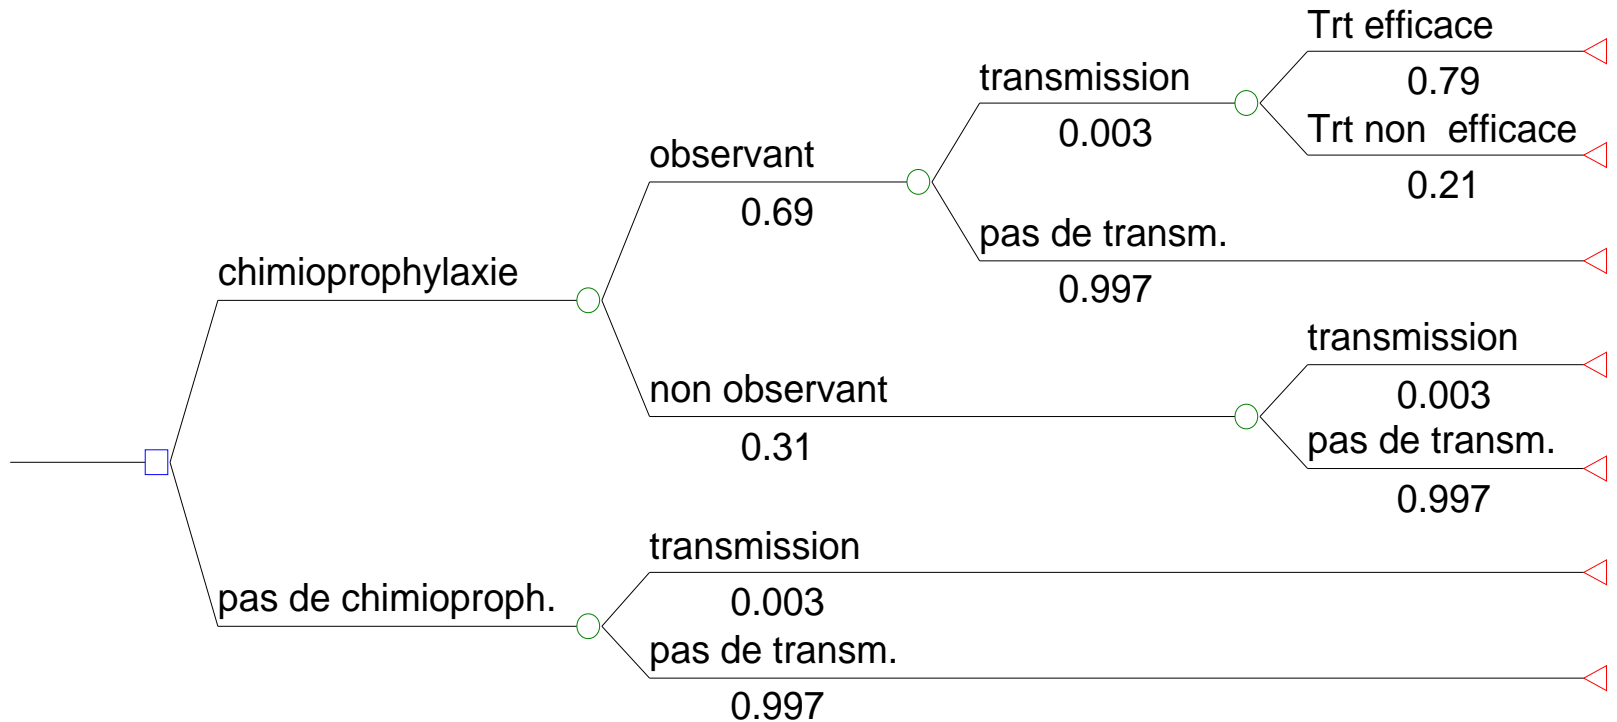 Trt efficace
0.79
transmission
0.003
Trt non  efficace
0.21
observant
0.69
pas de transm.
0.997
chimioprophylaxie
transmission
0.003
non observant
0.31
pas de transm.
0.997
transmission
0.003
pas de chimioproph.
pas de transm.
0.997